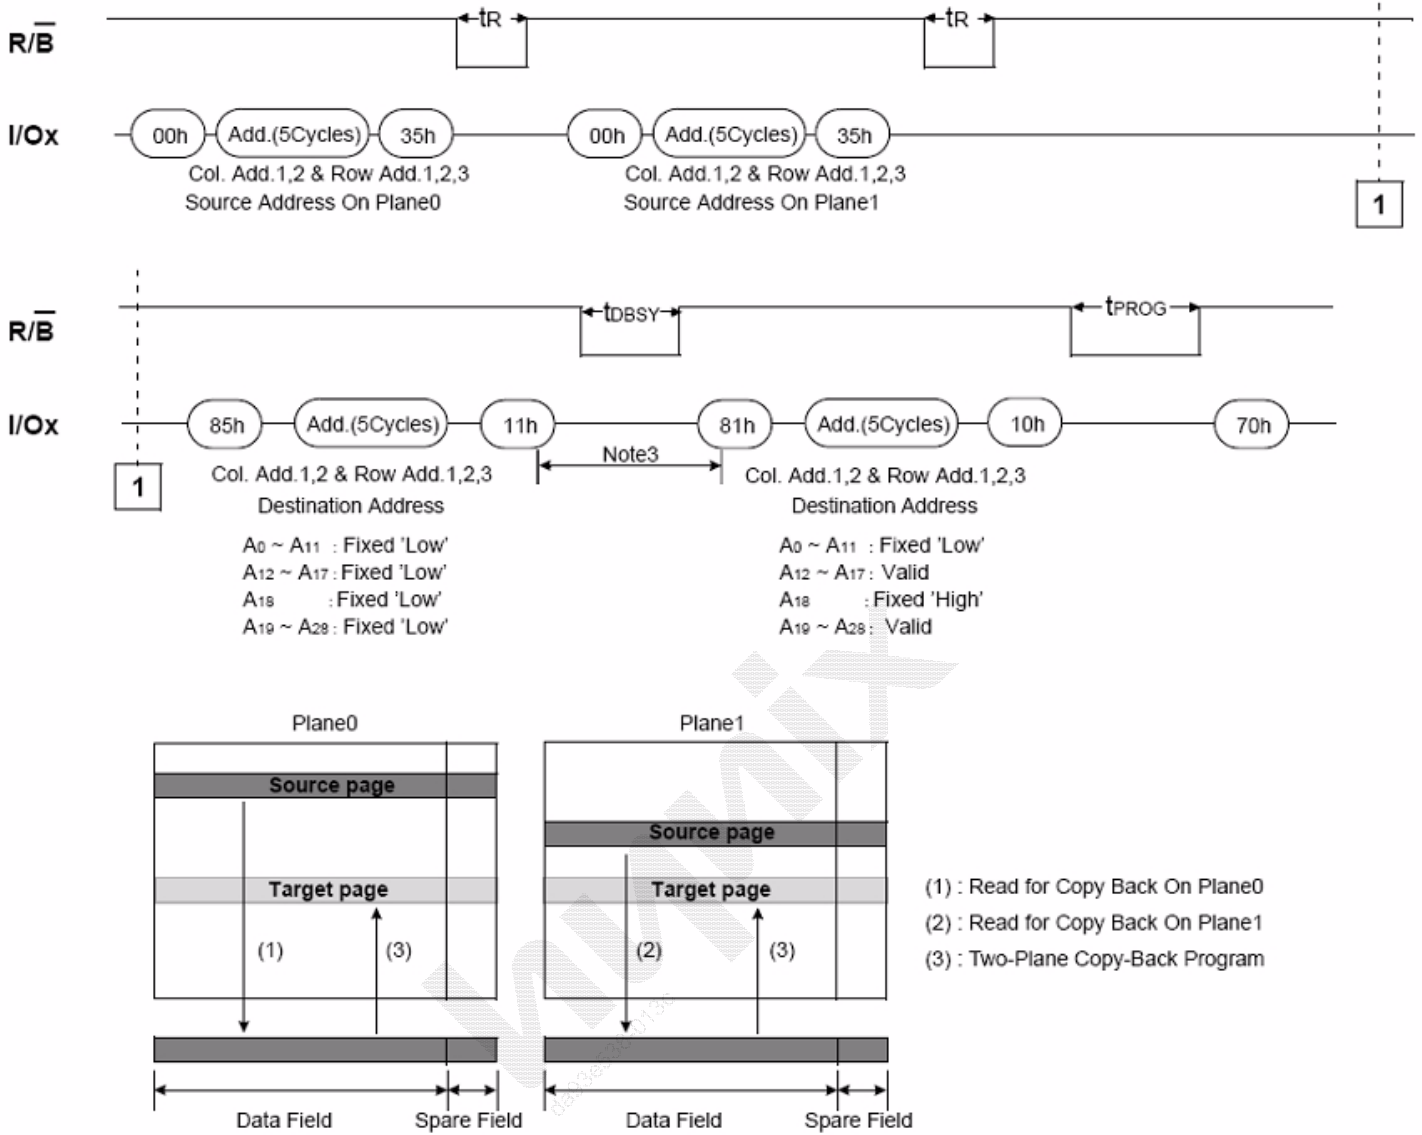 R/B
tR
tR
I/Ox
00h
Add.(5Cycles)
35h
00h
Add.(5Cycles)
35h
Col. Add.1,2 & Row Add.1,2,3
Source Address On Plane0
Col. Add.1,2 & Row Add.1,2,3
Source Address On Plane1
1
R/B
tDBSY
tPROG
I/Ox
85h
Add.(5Cycles)
11h
81h
Add.(5Cycles)
10h
70h
Note3
1
Col. Add.1,2 & Row Add.1,2,3
Destination Address
A0 ~ A11 : Fixed 'Low'
A12 ~ A17 : Fixed 'Low'
A18 : Fixed 'Low'
A19 ~ A28 : Fixed 'Low'
Col. Add.1,2 & Row Add.1,2,3
Destination Address
A0 ~ A11 : Fixed 'Low'
A12 ~ A17 : Valid
A18 : Fixed 'High'
A19 ~ A28 : Valid
Plane0
Source page
Target page
(1)
(3)
Data Field
Spare Field
Plane1
Source page
Target page
(2)
(3)
Data Field
Spare Field
(1) : Read for Copy Back On Plane0
(2) : Read for Copy Back On Plane1
(3) : Two-Plane Copy-Back Program